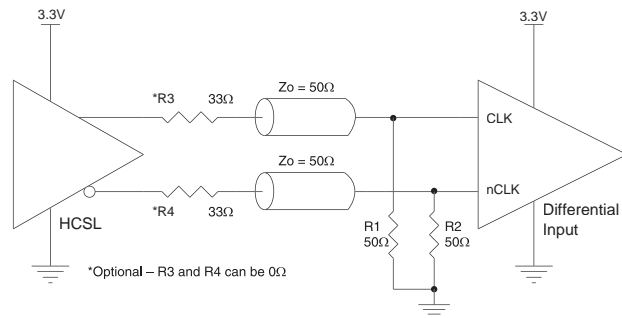 3.3V
3.3V
*R3
33Ω
Zo = 50Ω
CLK
Zo = 50Ω
nCLK
*R4
33Ω
HCSL
R1
50Ω
R2
50Ω
Differential
Input
*Optional – R3 and R4 can be 0Ω